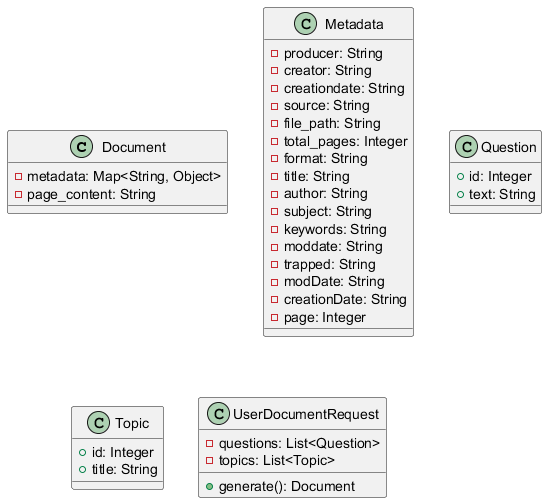 C Document
metadata: Map<String, Object>
page_content: String
C Metadata
producer: String
creator: String
creationdate: String
source: String
file_path: String
total_pages: Integer
format: String
title: String
author: String
subject: String
keywords: String
moddate: String
trapped: String
modDate: String
creationDate: String
page: Integer
C Question
id: Integer
text: String
C Topic
id: Integer
title: String
C UserDocumentRequest
questions: List<Question>
topics: List<Topic>
generate(): Document